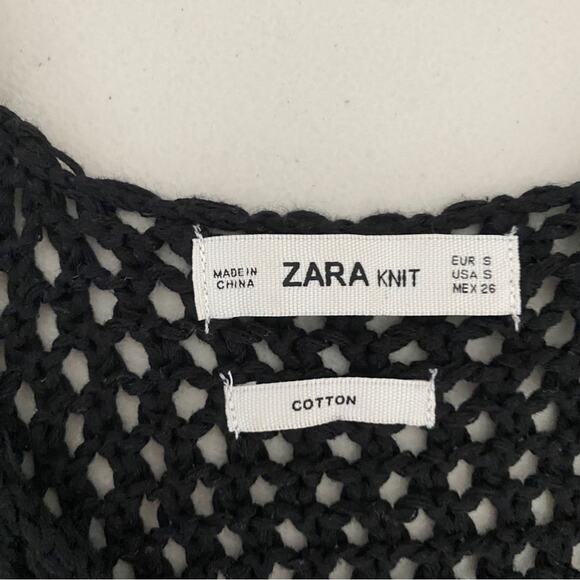 MADE IN
CHINA
ZARA KNIT
EUR S
USA S
MEX 26
COTTON